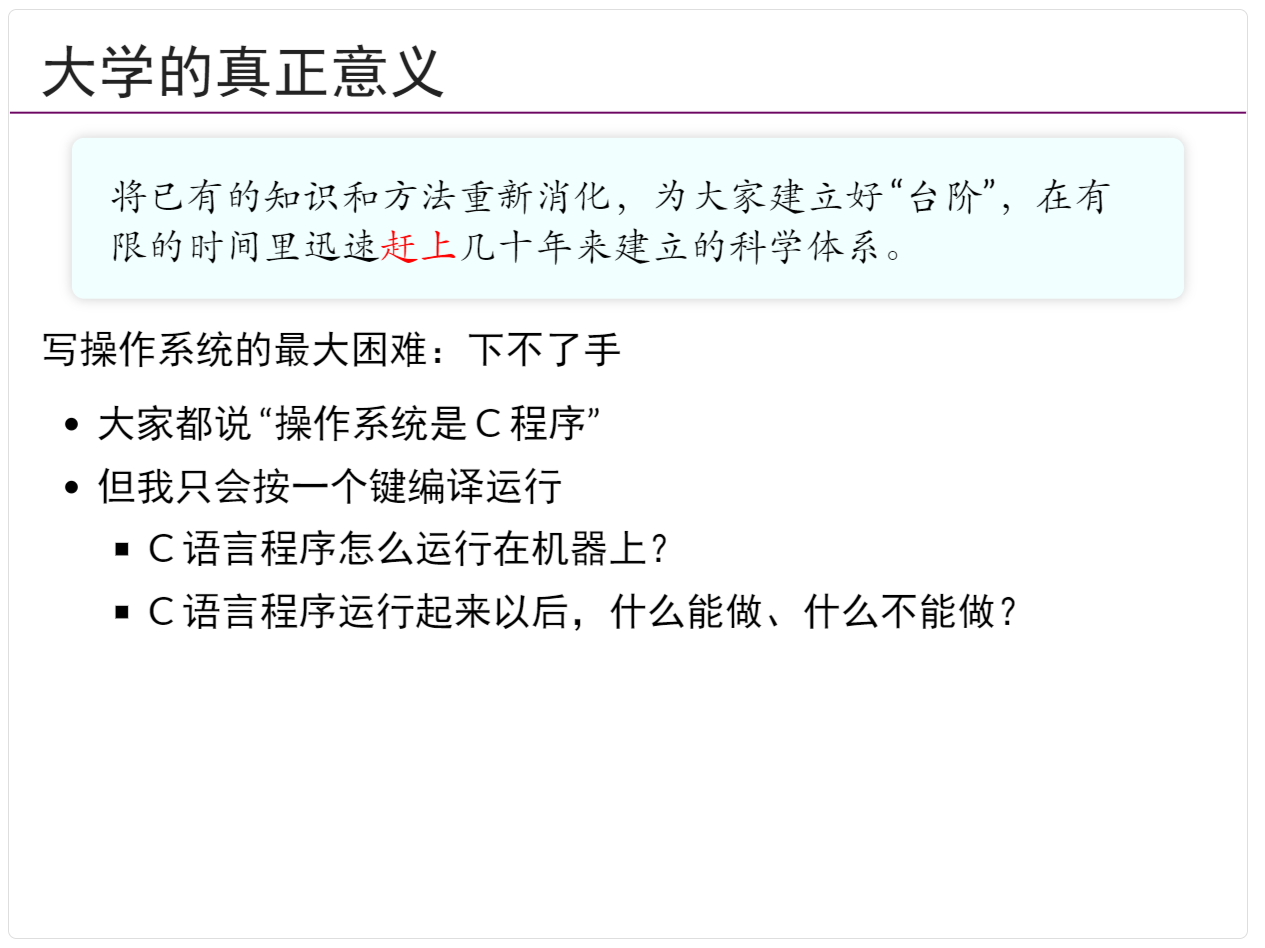 大学的真正意义
将已有的知识和方法重新消化，为大家建立好“台阶”，在有
限的时间里迅速赶上几十年来建立的科学体系。
写操作系统的最大困难：下不了手
大家都说 “操作系统是 C 程序”
但我只会按一个键编译运行
C 语言程序怎么运行在机器上？
C 语言程序运行起来以后，什么能做、什么不能做？